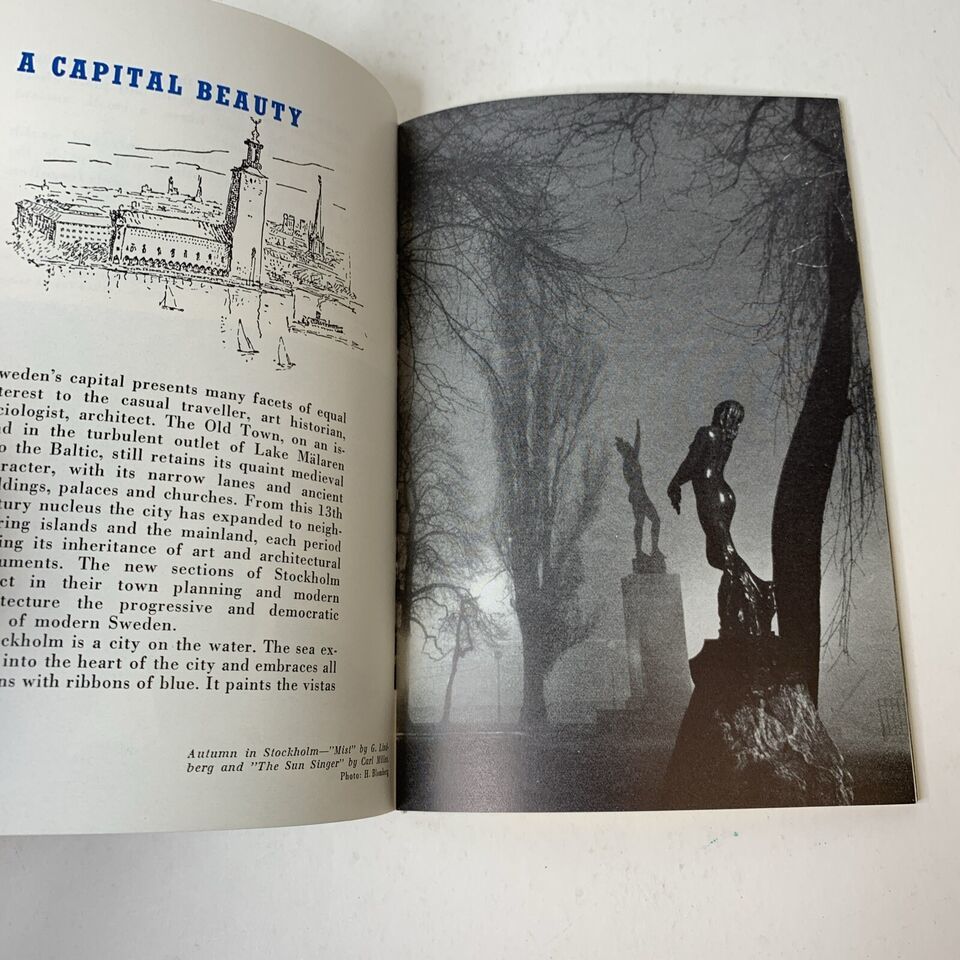 A CAPITAL BEAUTY
weden's capital presents many facets of equal
terest to the casual traveller, art historian,
ciologist, architect. The Old Town, on an is-
d in the turbulent outlet of Lake Mälaren
o the Baltic, still retains its quaint medieval
racter, with its narrow lanes and ancient
ldings, palaces and churches. From this 13th
tury nucleus the city has expanded to neigh-
ring islands and the mainland, each period
ing its inheritance of art and architectural
uments. The new sections of Stockholm
ct in their town planning and modern
itecture the progressive and democratic
of modern Sweden.
ockholm is a city on the water. The sea ex-
into the heart of the city and embraces all
ns with ribbons of blue. It paints the vistas
Autumn in Stockholm—"Mist" by G. Lind-
berg and "The Sun Singer" by Carl Milles.
Photo: H. Blomberg